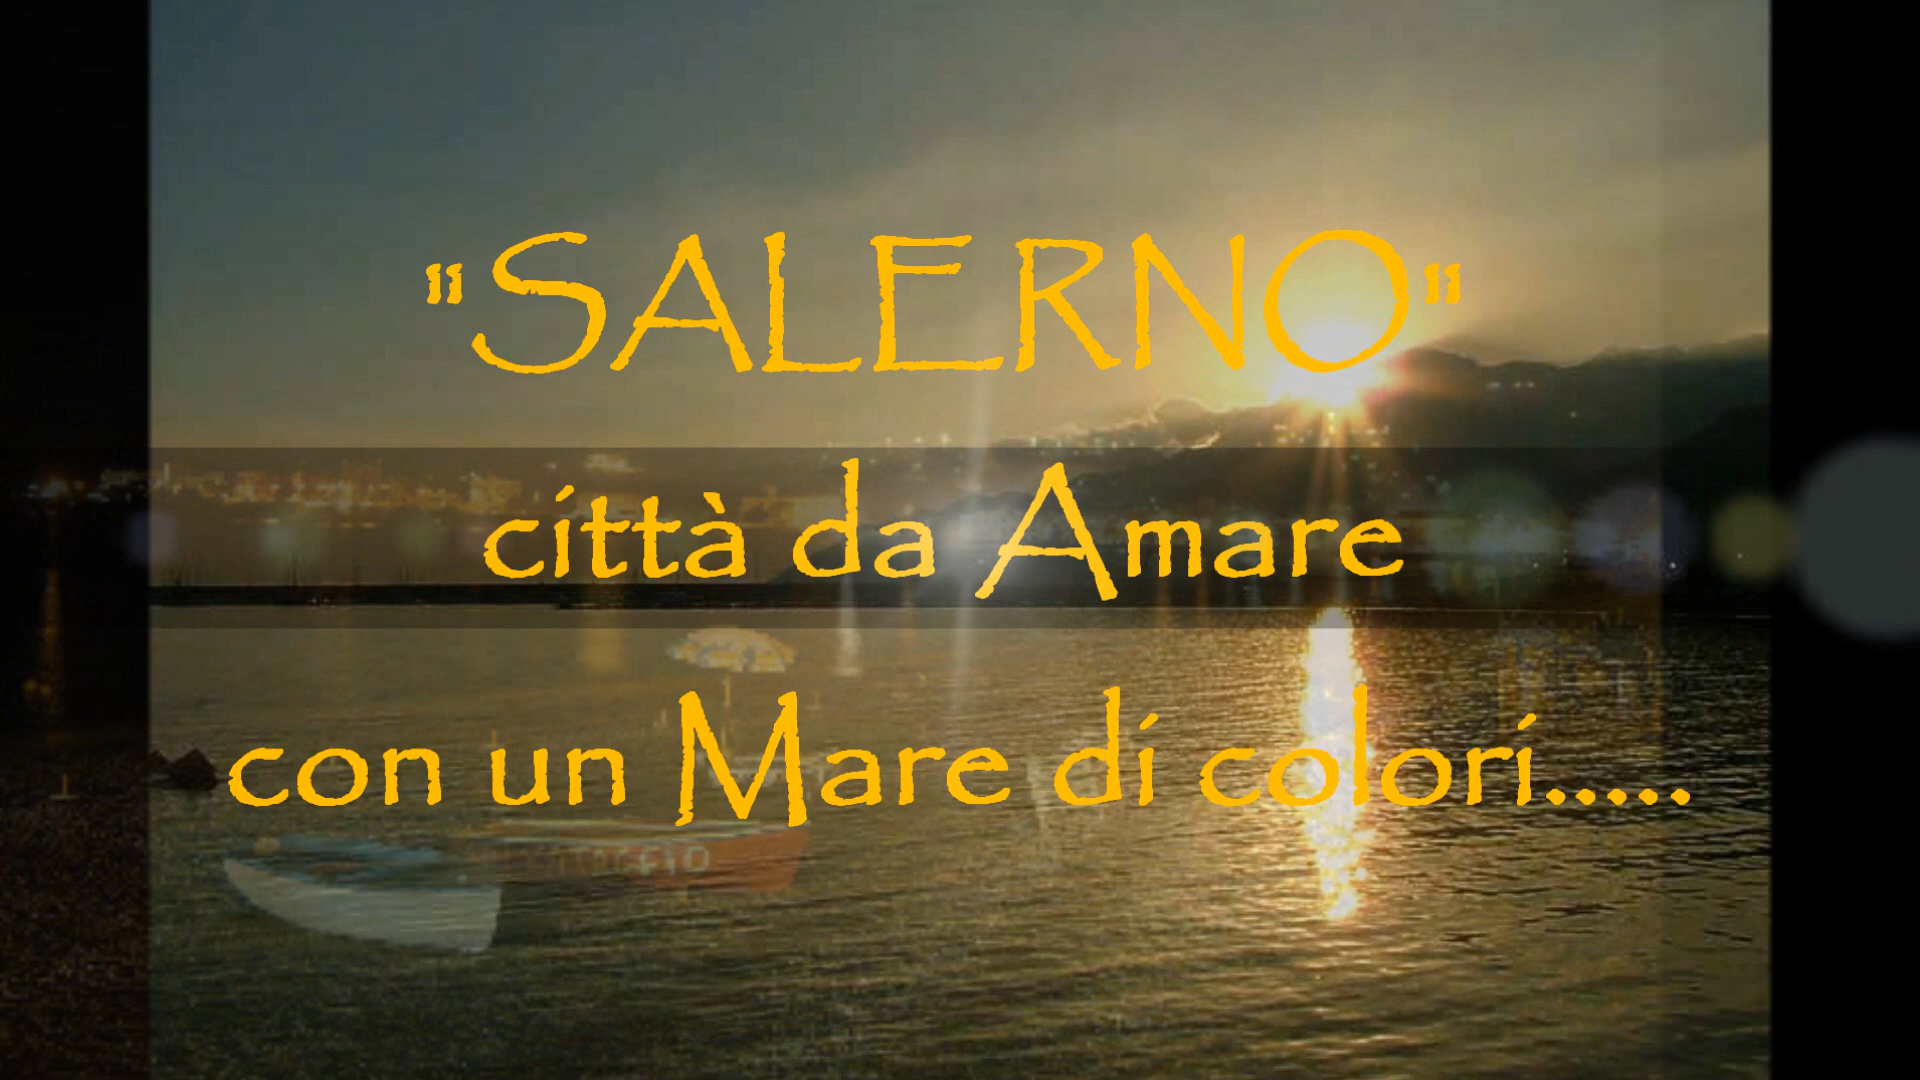 "SALERNO"
città da Amare
con un Mare di colori.....